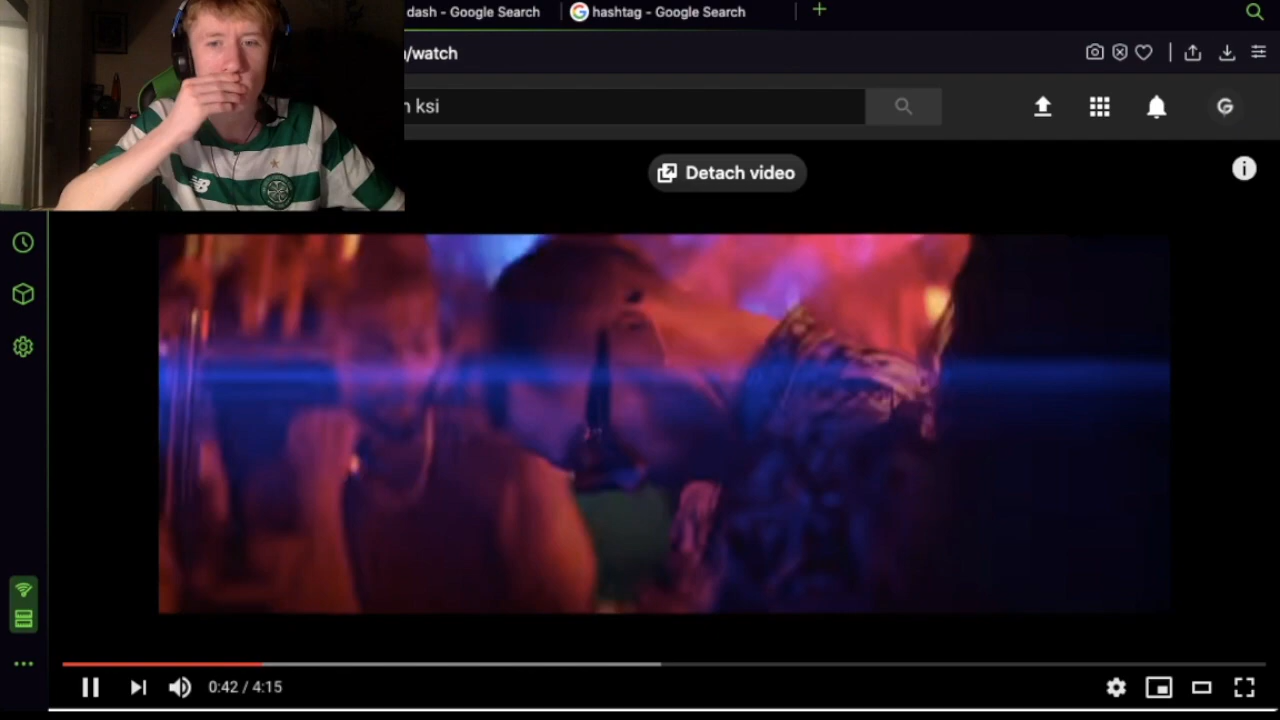 dash - Google Search
hashtag - Google Search
/watch
ksi
Detach video
0:42 / 4:15